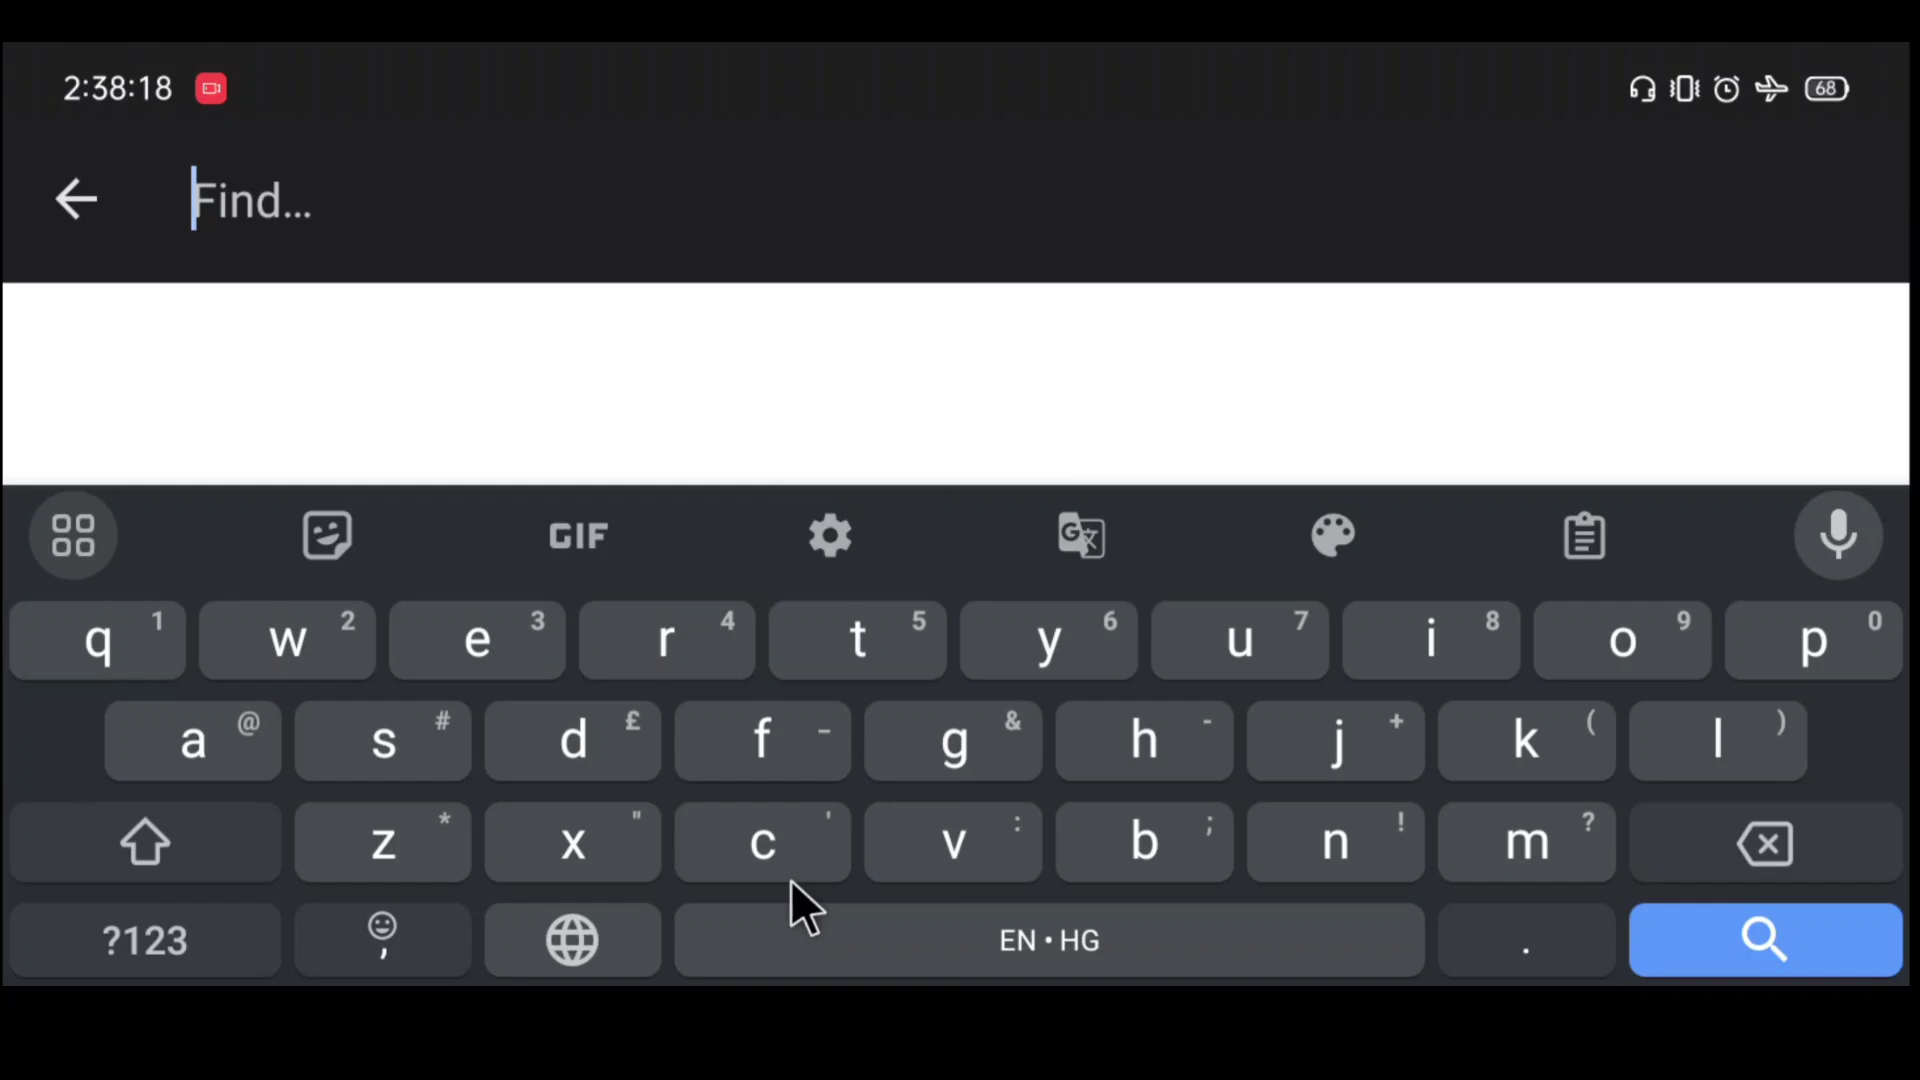 2:38:18 68
Find...
GIF G
q 1 w 2 e 3 r 4 t 5 y 6 u 7 i 8 o 9 p 0
a @ s # d £ f _ g & h - j + k ( l )
z * x " c ' v : b ; n ! m ?
?123 , EN • HG .